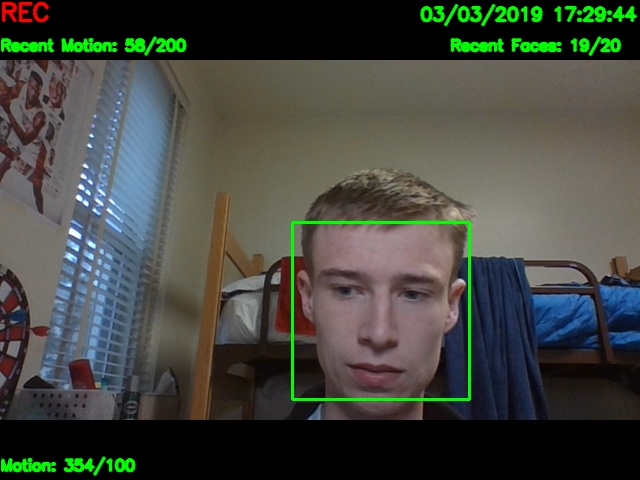 REC
03/03/2019 17:29:44
Recent Motion: 58/200
Recent Faces: 19/20
Motion: 354/100